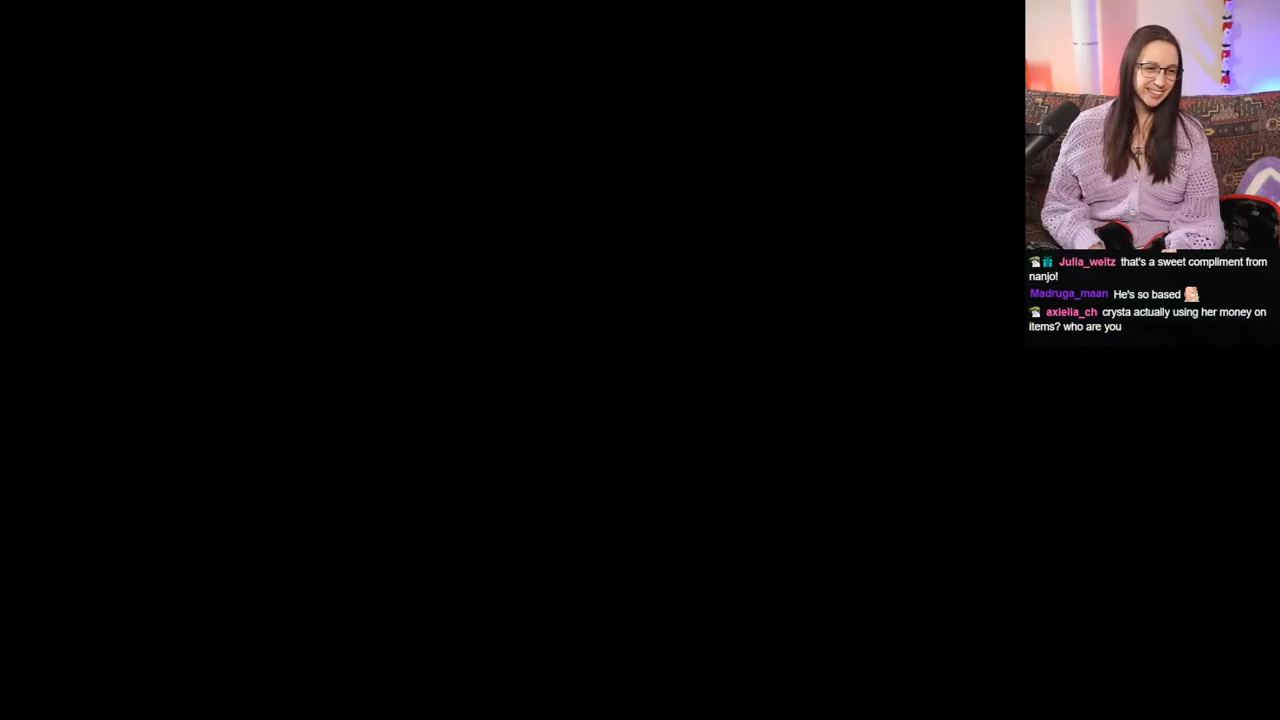 Julia_weitz that's a sweet compliment from
nanjo!
Madruga_maan He's so based
axielia_ch crysta actually using her money on
items? who are you